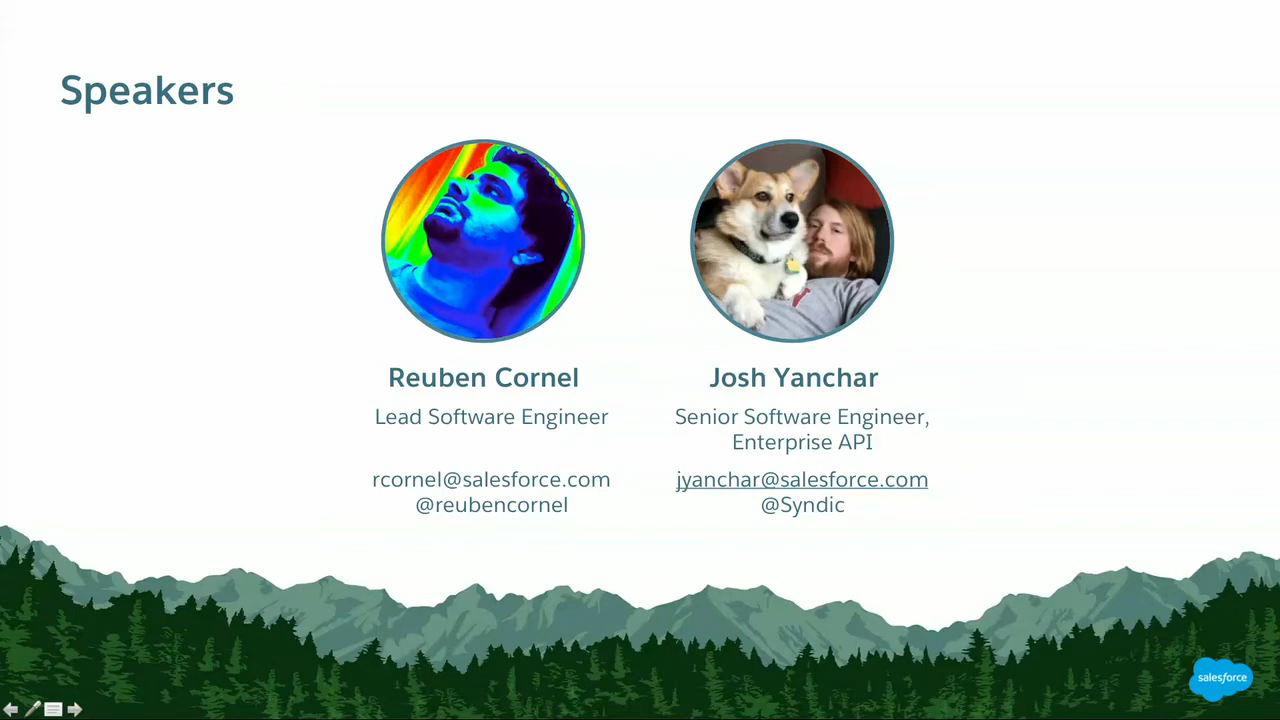 Speakers
Reuben Cornel
Lead Software Engineer
rcornel@salesforce.com
@reubencornel
Josh Yanchar
Senior Software Engineer,
Enterprise API
jyanchar@salesforce.com
@Syndic
salesforce